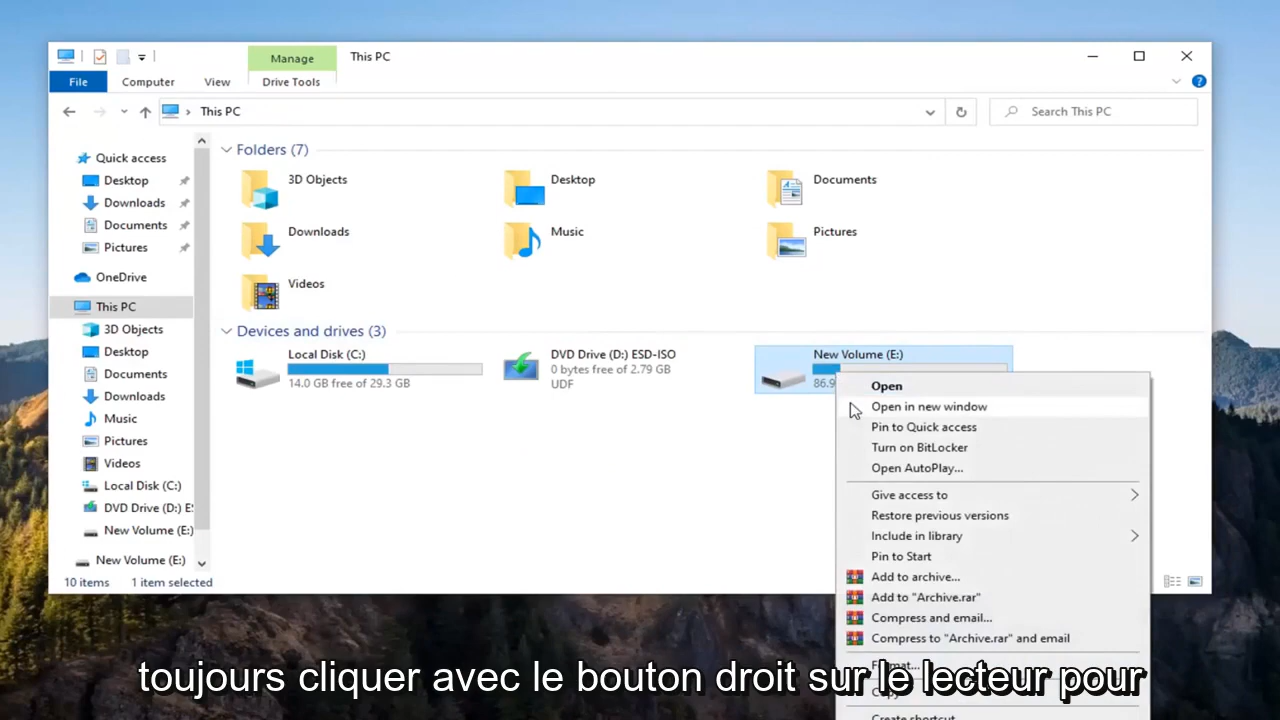 Manage
This PC
File
Computer
View
Drive Tools
This PC
Search This PC
Quick access
Desktop
Downloads
Documents
Pictures
OneDrive
This PC
3D Objects
Desktop
Documents
Downloads
Music
Pictures
Videos
Local Disk (C:)
DVD Drive (D:) E
New Volume (E:)
New Volume (E:)
Folders (7)
3D Objects
Desktop
Documents
Downloads
Music
Pictures
Videos
Devices and drives (3)
Local Disk (C:)
14.0 GB free of 29.3 GB
DVD Drive (D:) ESD-ISO
0 bytes free of 2.79 GB
UDF
New Volume (E:)
86.9
Open
Open in new window
Pin to Quick access
Turn on BitLocker
Open AutoPlay...
Give access to
Restore previous versions
Include in library
Pin to Start
Add to archive...
Add to "Archive.rar"
Compress and email...
Compress to "Archive.rar" and email
Format...
Copy
Create shortcut
10 items
1 item selected
toujours cliquer avec le bouton droit sur le lecteur pour